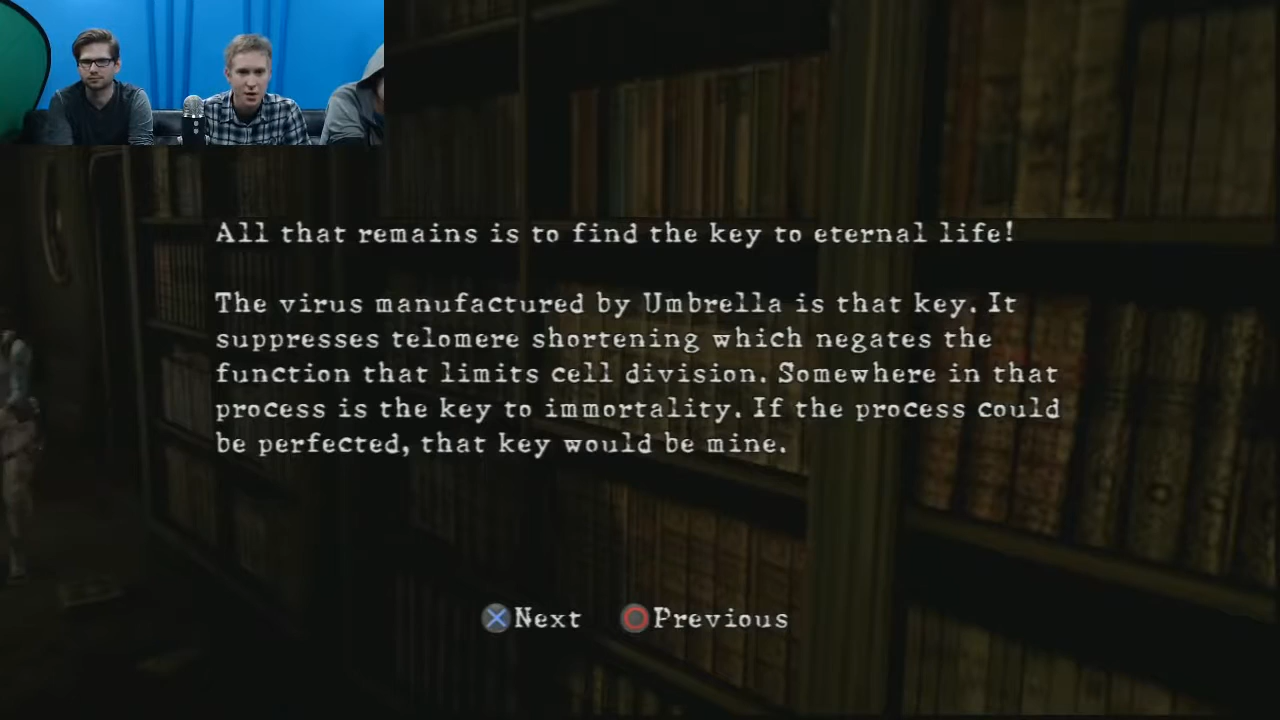 All that remains is to find the key to eternal life!
The virus manufactured by Umbrella is that key. It
suppresses telomere shortening which negates the
function that limits cell division. Somewhere in that
process is the key to immortality. If the process could
be perfected, that key would be mine.
Next Previous